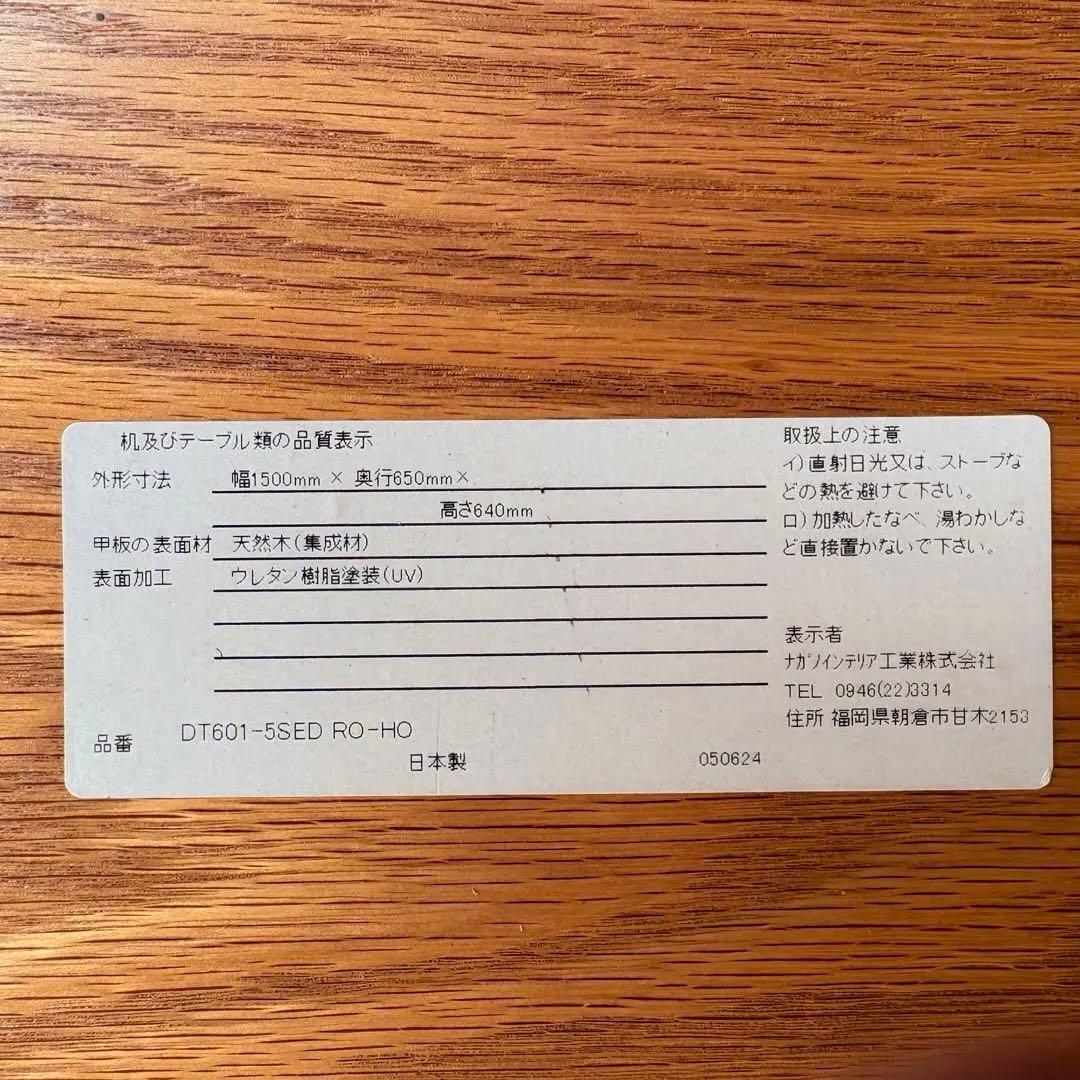 机及びテーブル類の品質表示
外形寸法 幅1500mm × 奥行650mm×
高さ640mm
甲板の表面材 天然木(集成材)
表面加工 ウレタン樹脂塗装(UV)
品番 DT601-5SED RO-HO
日本製 050624
取扱上の注意
イ)直射日光又は、ストーブな
どの熱を避けて下さい。
ロ)加熱したなべ、湯わかしな
ど直接置かないで下さい。
表示者
ナガノインテリア工業株式会社
TEL 0946(22)3314
住所 福岡県朝倉市甘木2153